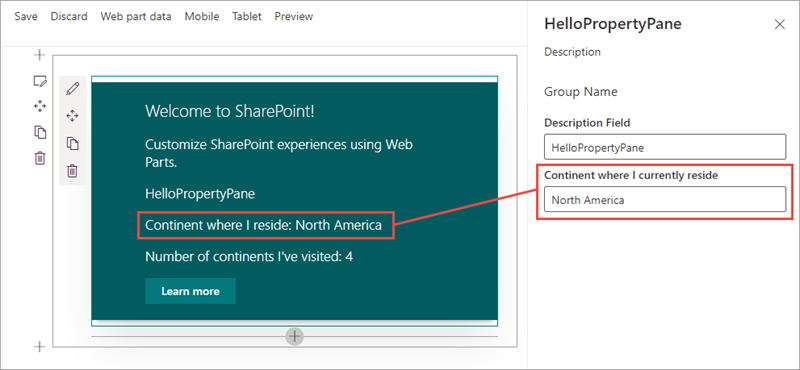 Save Discard Web part data Mobile Tablet Preview
Welcome to SharePoint!
Customize SharePoint experiences using Web
Parts.
HelloPropertyPane
Continent where I reside: North America
Number of continents I've visited: 4
Learn more
HelloPropertyPane
Description
Group Name
Description Field
HelloPropertyPane
Continent where I currently reside
North America